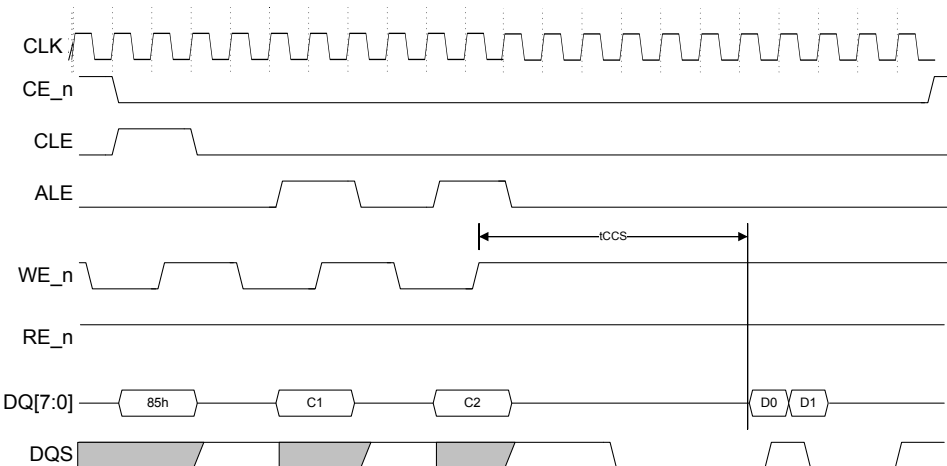 CLK
CE_n
CLE
ALE
tCCS
WE_n
RE_n
DQ[7:0] 85h C1 C2 D0 D1
DQS